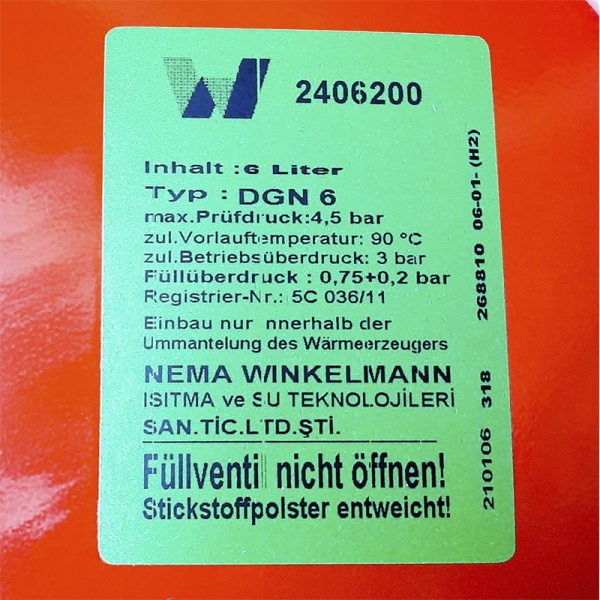 W 2406200
Inhalt :6 Liter
Typ : DGN 6
max.Prüfdruck:4,5 bar
zul.Vorlauftemperatur: 90 °C
zul.Betriebsüberdruck: 3 bar
Füllüberdruck : 0,75+0,2 bar
Registrier-Nr.: 5C 036/11
Einbau nur innerhalb der
Ummantelung des Wärmeerzeugers
NEMA WINKELMANN
ISITMA ve SU TEKNOLOJİLERİ
SAN.TİC.LTD.ŞTİ.
Füllventil nicht öffnen!
Stickstoffpolster entweicht!
268810 06-01- (H2)
210106 318